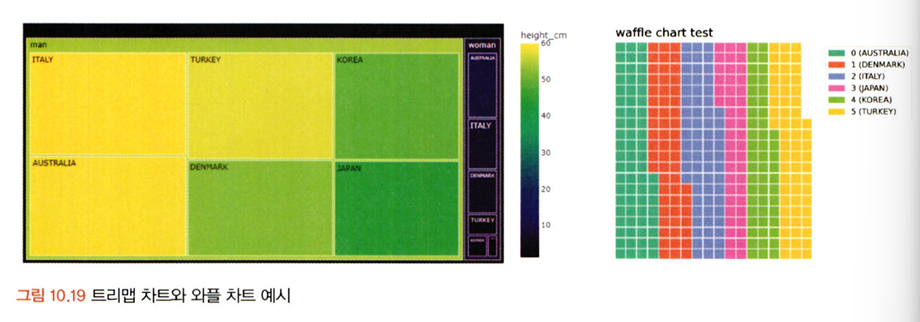 man
ITALY
TURKEY
KOREA
AUSTRALIA
DENMARK
JAPAN
woman
AUSTRALIA
ITALY
DENMARK
TURKEY
height_cm
60
50
40
30
20
10
waffle chart test
0 (AUSTRALIA)
1 (DENMARK)
2 (ITALY)
3 (JAPAN)
4 (KOREA)
5 (TURKEY)
그림 10.19 트리맵 차트와 와플 차트 예시